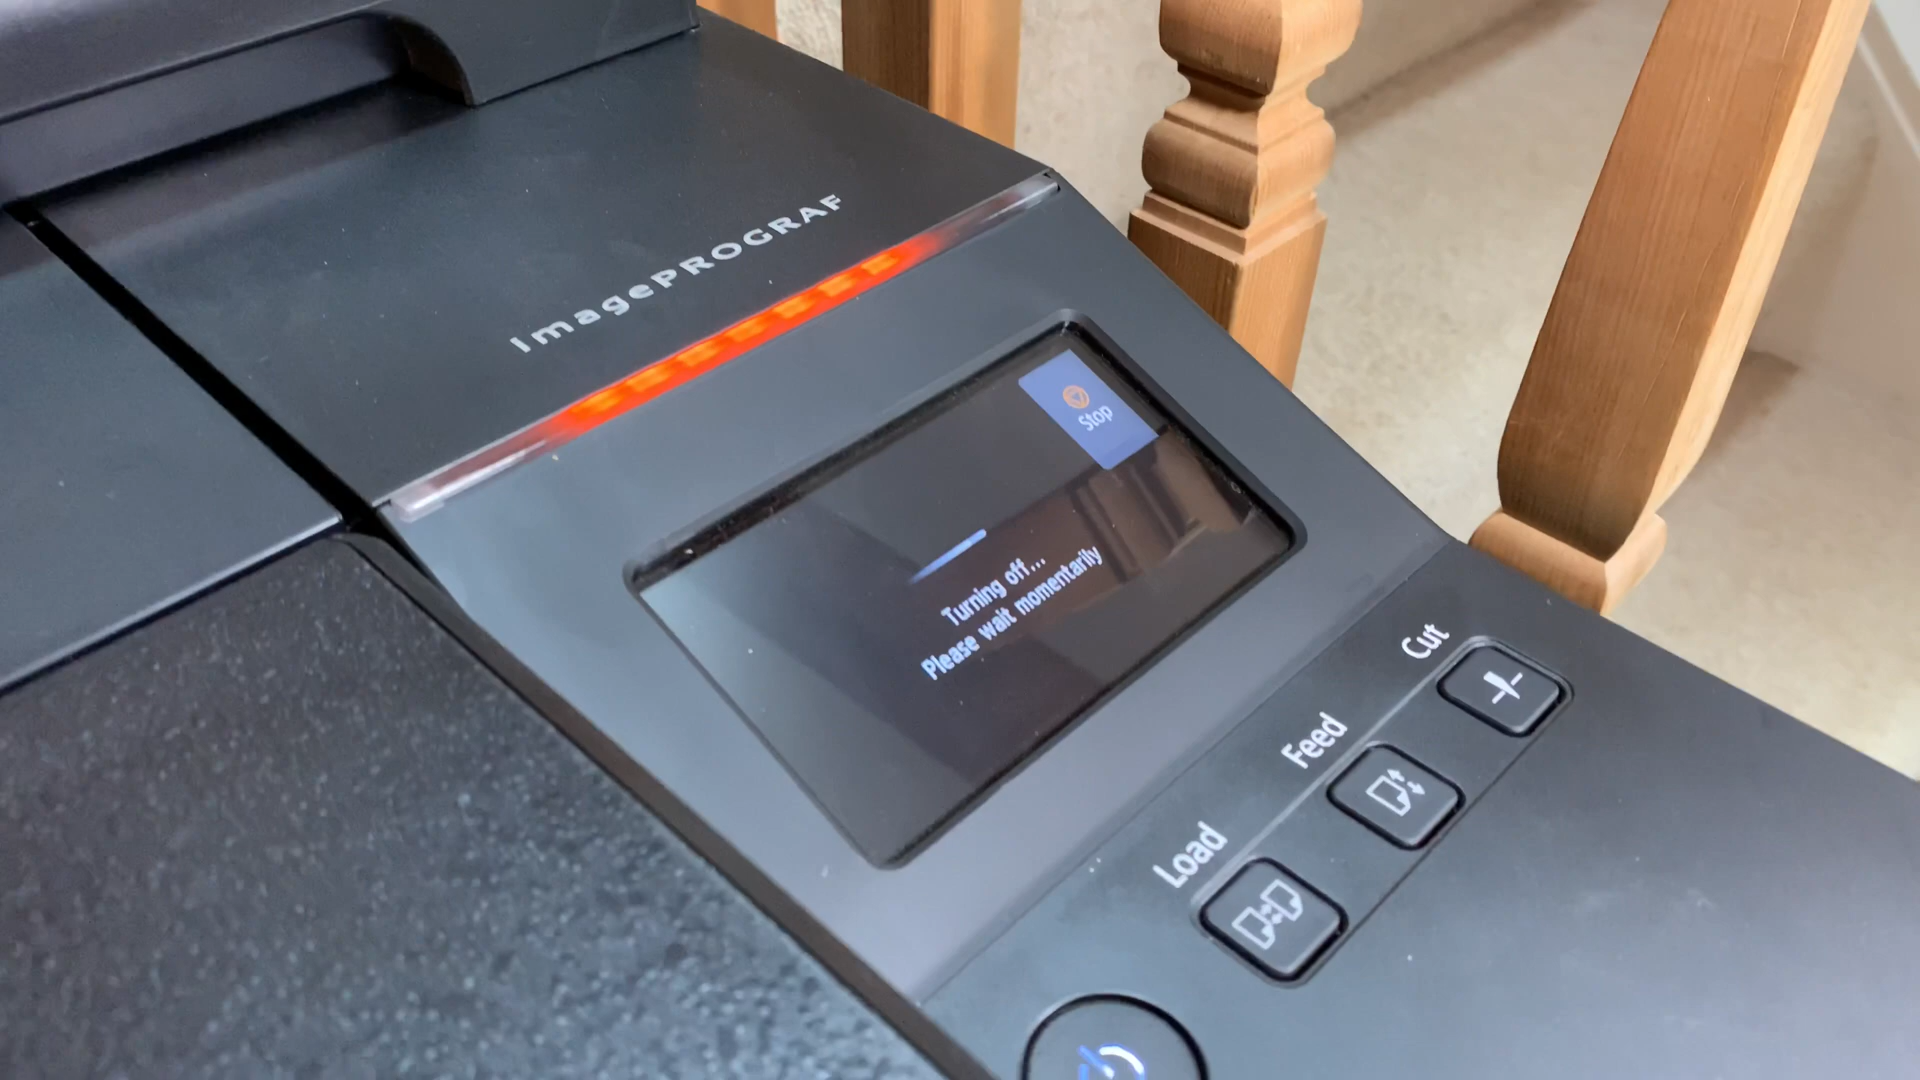 imagePROGRAF
Stop
Turning off...
Please wait momentarily
Cut
Feed
Load